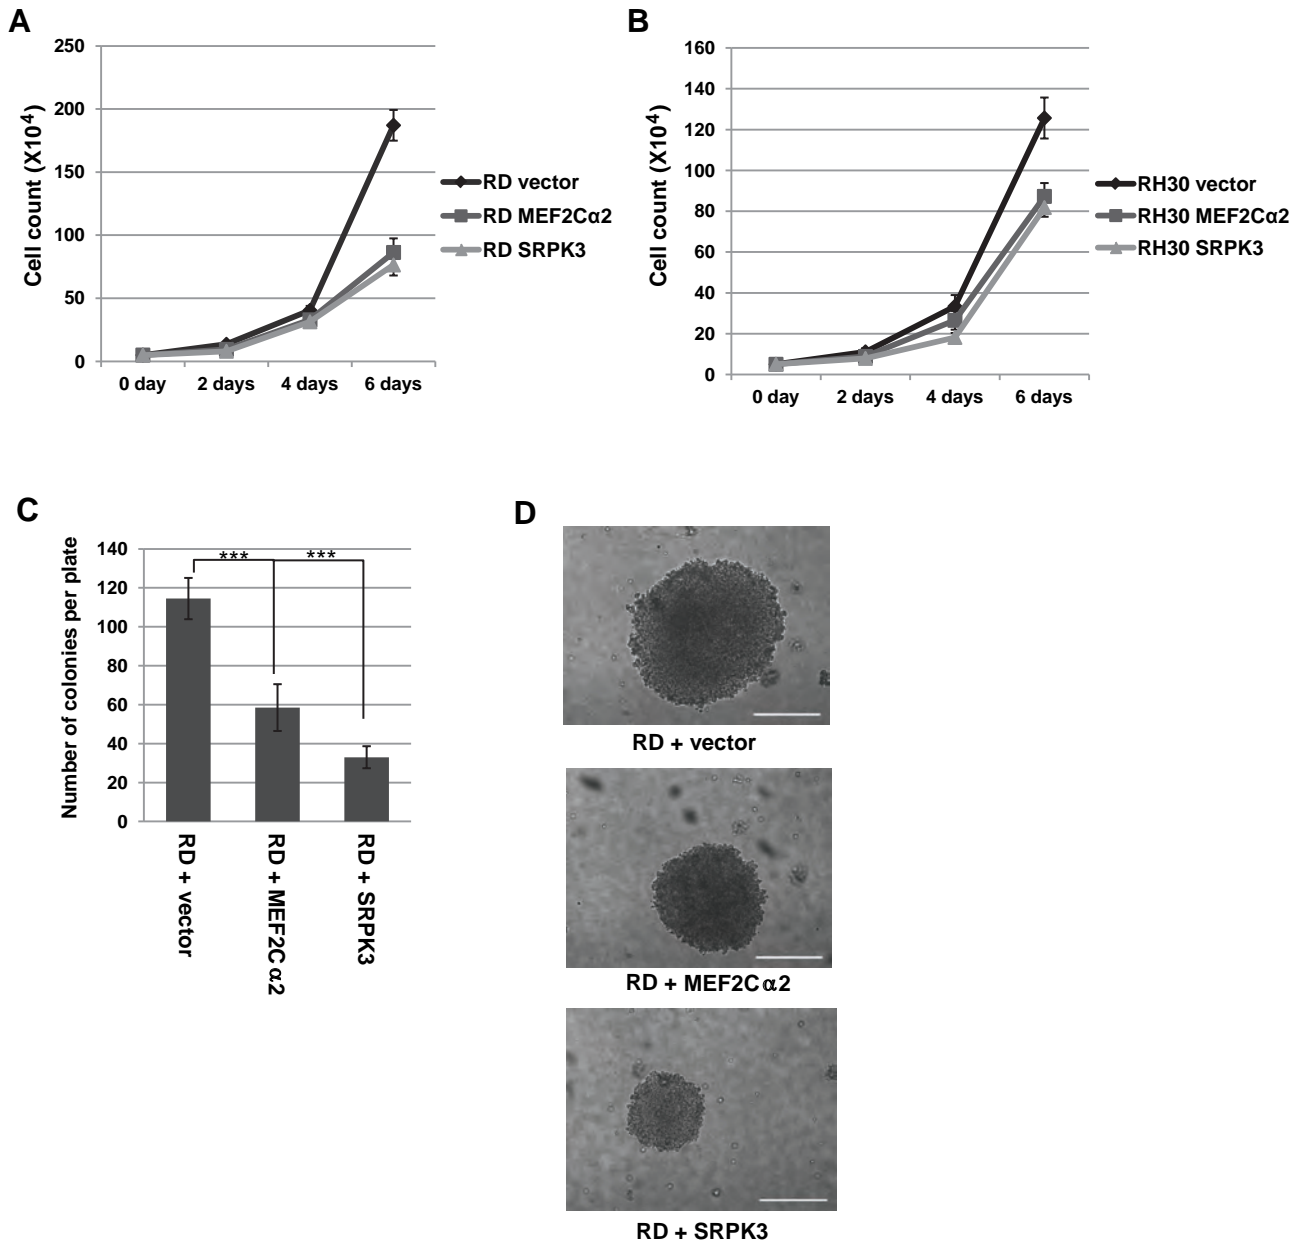 A
Cell count (X10⁴)
250
200
150
100
50
0
0 day 2 days 4 days 6 days
RD vector
RD MEF2Cα2
RD SRPK3
B
Cell count (X10⁴)
160
140
120
100
80
60
40
20
0
0 day 2 days 4 days 6 days
RH30 vector
RH30 MEF2Cα2
RH30 SRPK3
C
Number of colonies per plate
140
120
100
80
60
40
20
0
*** ***
RD + vector
RD + MEF2Cα2
RD + SRPK3
D
RD + vector
RD + MEF2Cα2
RD + SRPK3